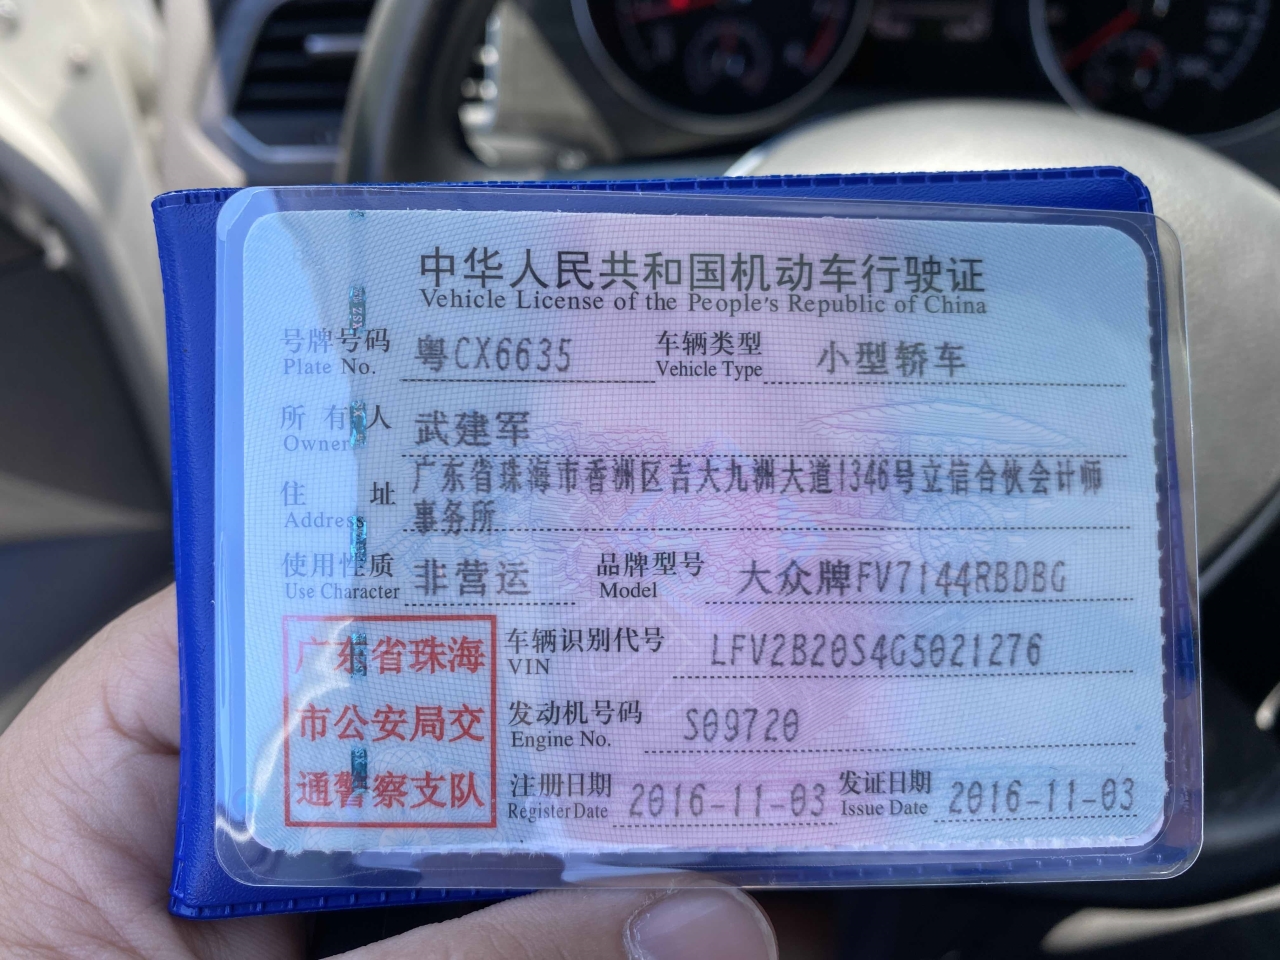 中华人民共和国机动车行驶证
Vehicle License of the People's Republic of China
号牌号码 粤CX6635 车辆类型 小型轿车
Plate No. Vehicle Type
所有人 武建军
Owner
住址 广东省珠海市香洲区吉大九洲大道1346号立信合伙会计师
Address 事务所
使用性质 非营运 品牌型号 大众牌FV7144RBDBG
Use Character Model
车辆识别代号 LFV2B20S4G5021276
VIN
发动机号码 S09720
Engine No.
注册日期 2016-11-03 发证日期 2016-11-03
Register Date Issue Date
广东省珠海
市公安局交
通警察支队